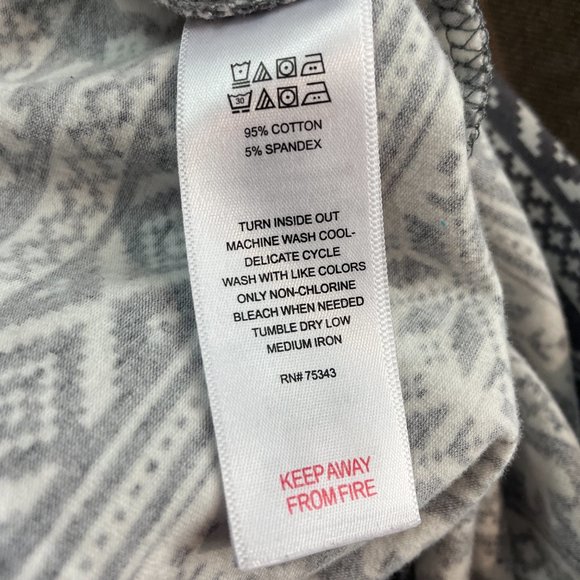 30
95% COTTON
5% SPANDEX
TURN INSIDE OUT
MACHINE WASH COOL-
DELICATE CYCLE
WASH WITH LIKE COLORS
ONLY NON-CHLORINE
BLEACH WHEN NEEDED
TUMBLE DRY LOW
MEDIUM IRON
RN# 75343
KEEP AWAY
FROM FIRE